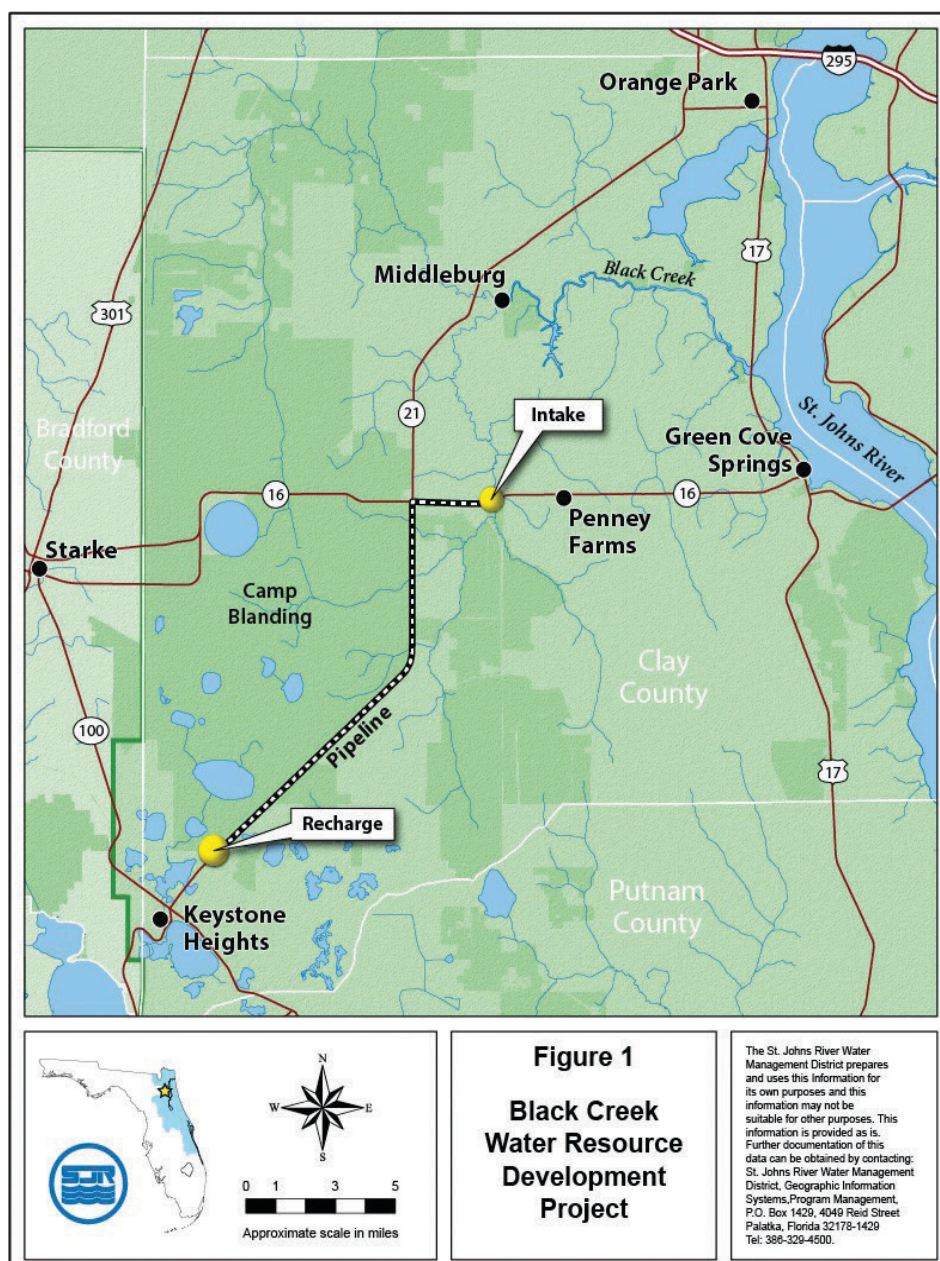 295
Orange Park
17
Black Creek
Middleburg
301
21
Intake
Bradford
County
St. Johns River
Green Cove
Springs
16
16
Penney
Farms
Starke
Camp
Blanding
Clay
County
Pipeline
100
17
Recharge
Putnam
County
Keystone
Heights
N
W
E
S
SJR
0 1 3 5
Approximate scale in miles
Figure 1
Black Creek
Water Resource
Development
Project
The St. Johns River Water
Management District prepares
and uses this Information for
its own purposes and this
information may not be
suitable for other purposes. This
information is provided as is.
Further documentation of this
data can be obtained by contacting:
St. Johns River Water Management
District, Geographic Information
Systems,Program Management,
P.O. Box 1429, 4049 Reid Street
Palatka, Florida 32178-1429
Tel: 386-329-4500.